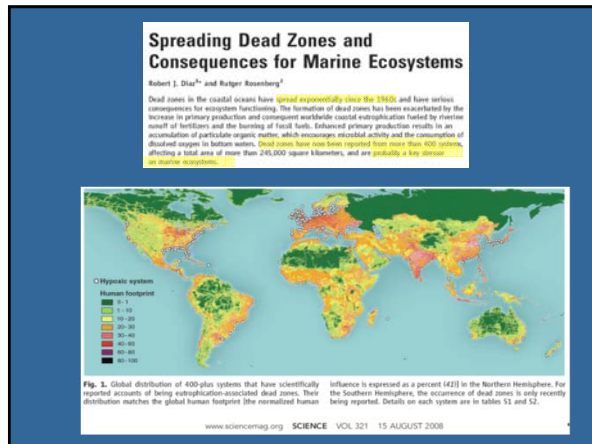 Spreading Dead Zones and
Consequences for Marine Ecosystems
Robert J. Diaz¹* and Rutger Rosenberg²
Dead zones in the coastal oceans have spread exponentially since the 1960s and have serious
consequences for ecosystem functioning. The formation of dead zones has been exacerbated by the
increase in primary production and consequent worldwide coastal eutrophication fueled by riverine
runoff of fertilizers and the burning of fossil fuels. Enhanced primary production results in an
accumulation of particulate organic matter, which encourages microbial activity and the consumption of
dissolved oxygen in bottom waters. Dead zones have now been reported from more than 400 systems,
affecting a total area of more than 245,000 square kilometers, and are probably a key stressor
on marine ecosystems.
Hypoxic system
Human footprint
0 - 1
1 - 10
10 - 20
20 - 30
30 - 40
40 - 60
60 - 80
80 - 100
Fig. 1. Global distribution of 400-plus systems that have scientifically
reported accounts of being eutrophication-associated dead zones. Their
distribution matches the global human footprint [the normalized human
influence is expressed as a percent (41)] in the Northern Hemisphere. For
the Southern Hemisphere, the occurrence of dead zones is only recently
being reported. Details on each system are in tables S1 and S2.
www.sciencemag.org SCIENCE VOL 321 15 AUGUST 2008